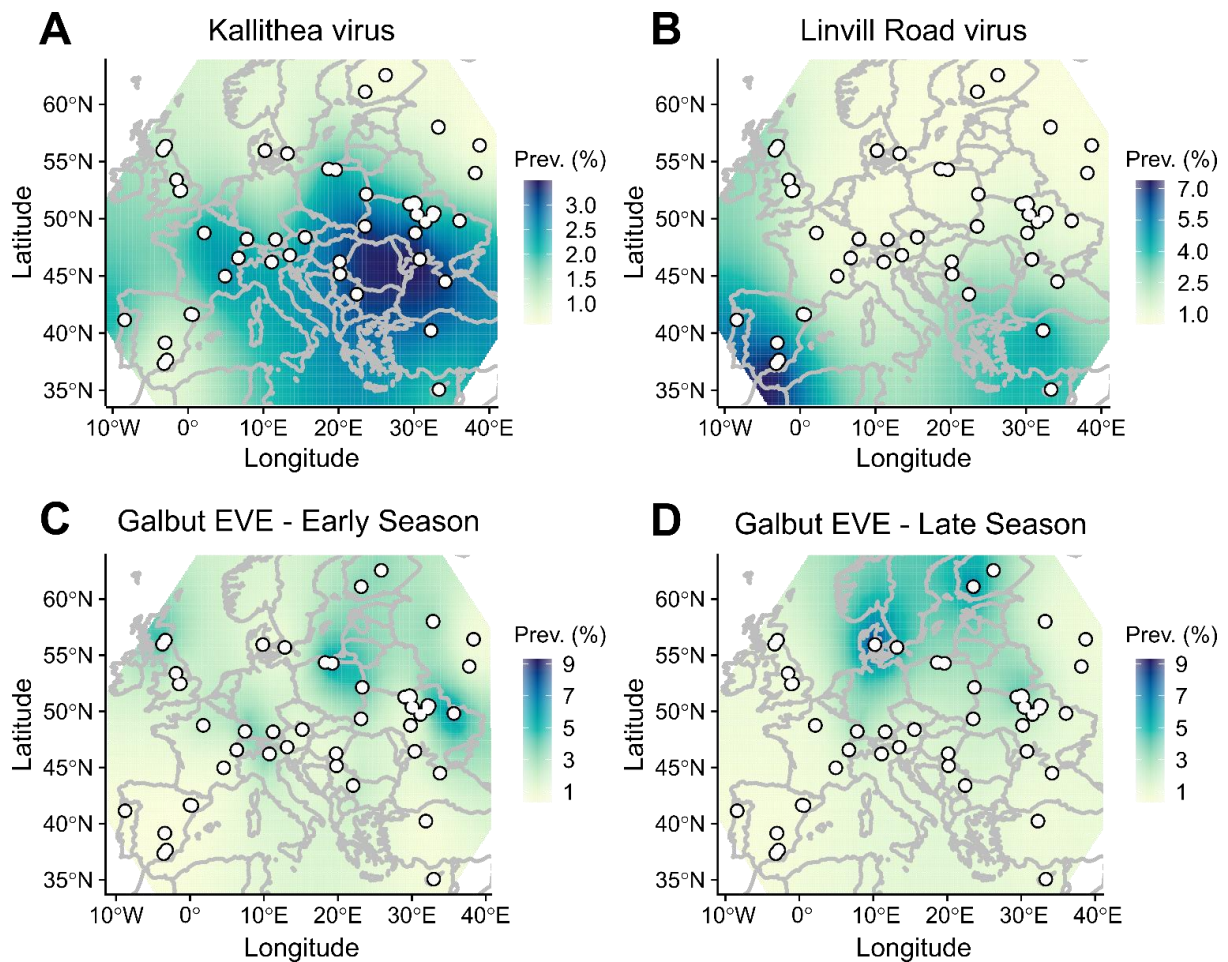 A
Kallithea virus
60°N
55°N
50°N
45°N
40°N
35°N
Latitude
10°W 0° 10°E 20°E 30°E 40°E
Longitude
Prev. (%)
3.0
2.5
2.0
1.5
1.0
B
Linvill Road virus
60°N
55°N
50°N
45°N
40°N
35°N
Latitude
10°W 0° 10°E 20°E 30°E 40°E
Longitude
Prev. (%)
7.0
5.5
4.0
2.5
1.0
C
Galbut EVE - Early Season
60°N
55°N
50°N
45°N
40°N
35°N
Latitude
10°W 0° 10°E 20°E 30°E 40°E
Longitude
Prev. (%)
9
7
5
3
1
D
Galbut EVE - Late Season
60°N
55°N
50°N
45°N
40°N
35°N
Latitude
10°W 0° 10°E 20°E 30°E 40°E
Longitude
Prev. (%)
9
7
5
3
1